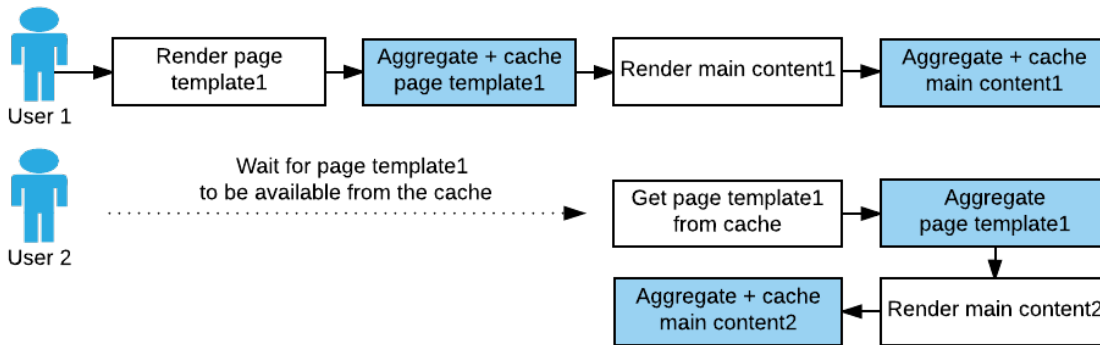 Render page
template1
Aggregate + cache
page template1
Render main content1
Aggregate + cache
main content1
User 1
Wait for page template1
to be available from the cache
Get page template1
from cache
Aggregate
page template1
User 2
Aggregate + cache
main content2
Render main content2